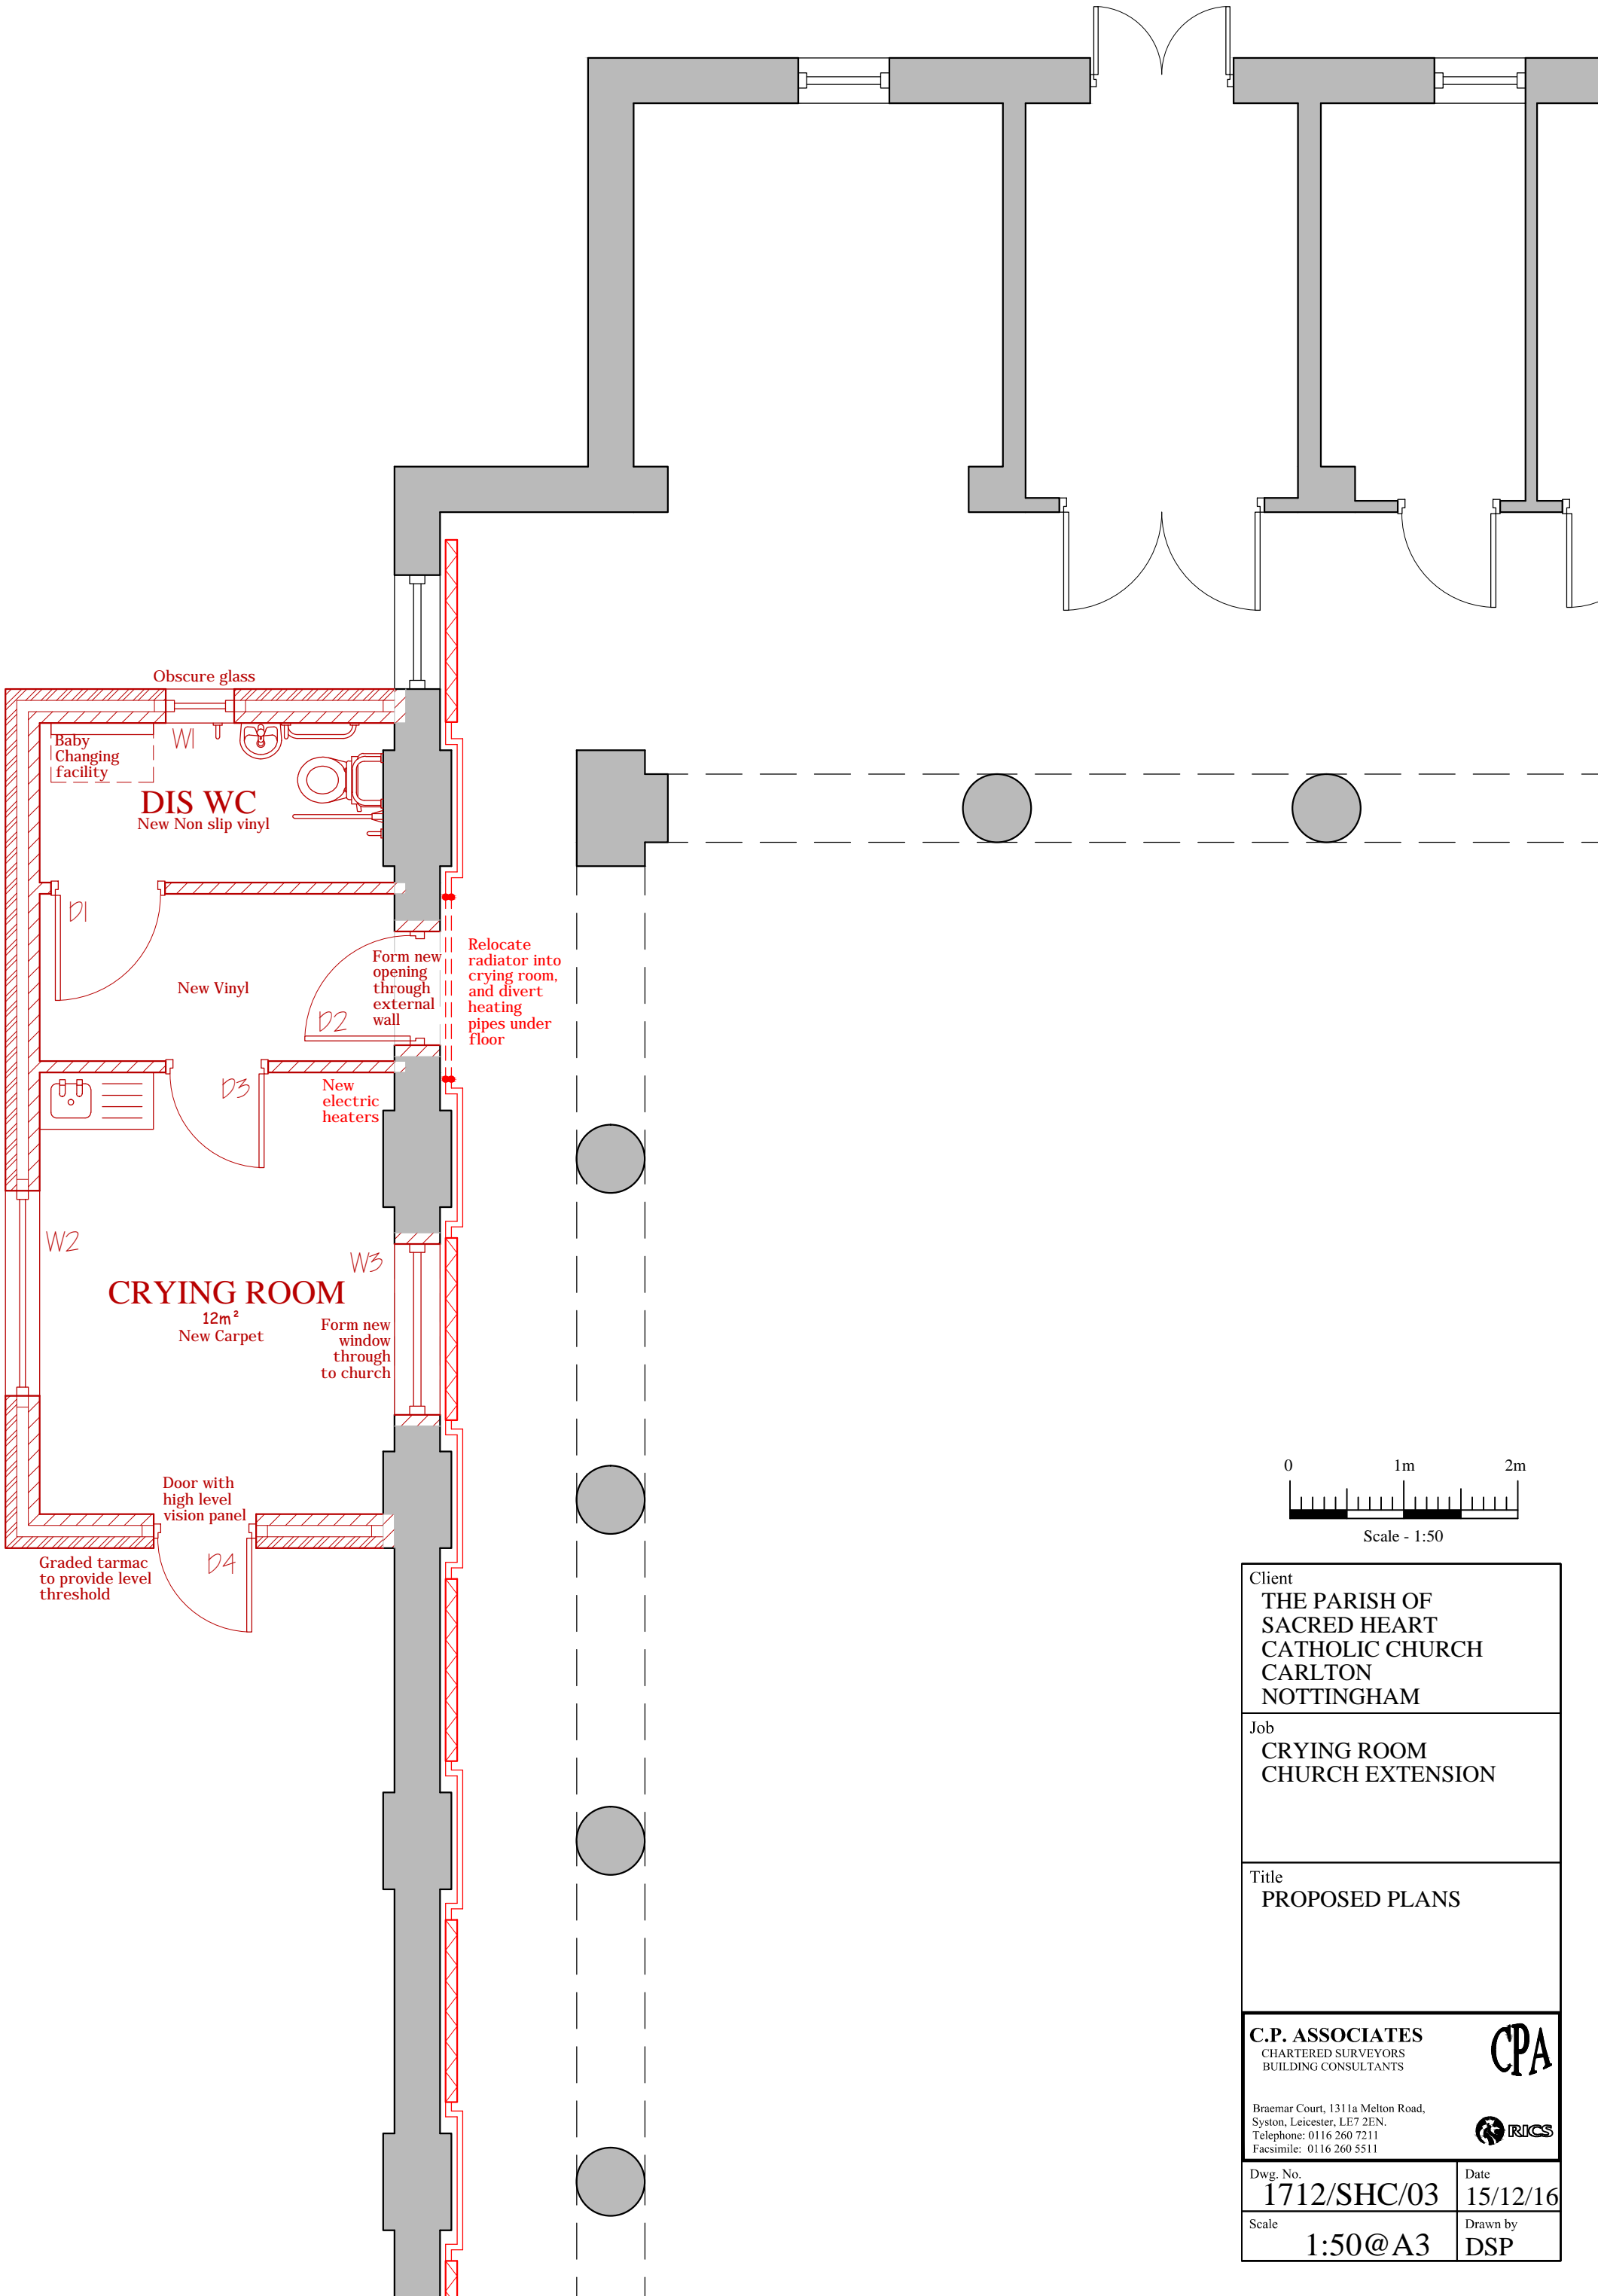 Obscure glass
W1
Baby
Changing
facility
DIS WC
New Non slip vinyl
D1
New Vinyl
Form new
opening
through
external
wall
D2
Relocate
radiator into
crying room,
and divert
heating
pipes under
floor
D3
New
electric
heaters
W2
W3
CRYING ROOM
12m²
New Carpet
Form new
window
through
to church
Door with
high level
vision panel
D4
Graded tarmac
to provide level
threshold
0 1m 2m
Scale - 1:50
Client
THE PARISH OF
SACRED HEART
CATHOLIC CHURCH
CARLTON
NOTTINGHAM
Job
CRYING ROOM
CHURCH EXTENSION
Title
PROPOSED PLANS
C.P. ASSOCIATES
CHARTERED SURVEYORS
BUILDING CONSULTANTS
CPA
Braemar Court, 1311a Melton Road,
Syston, Leicester, LE7 2EN.
Telephone: 0116 260 7211
Facsimile: 0116 260 5511
RICS
Dwg. No.
1712/SHC/03
Date
15/12/16
Scale
1:50@A3
Drawn by
DSP